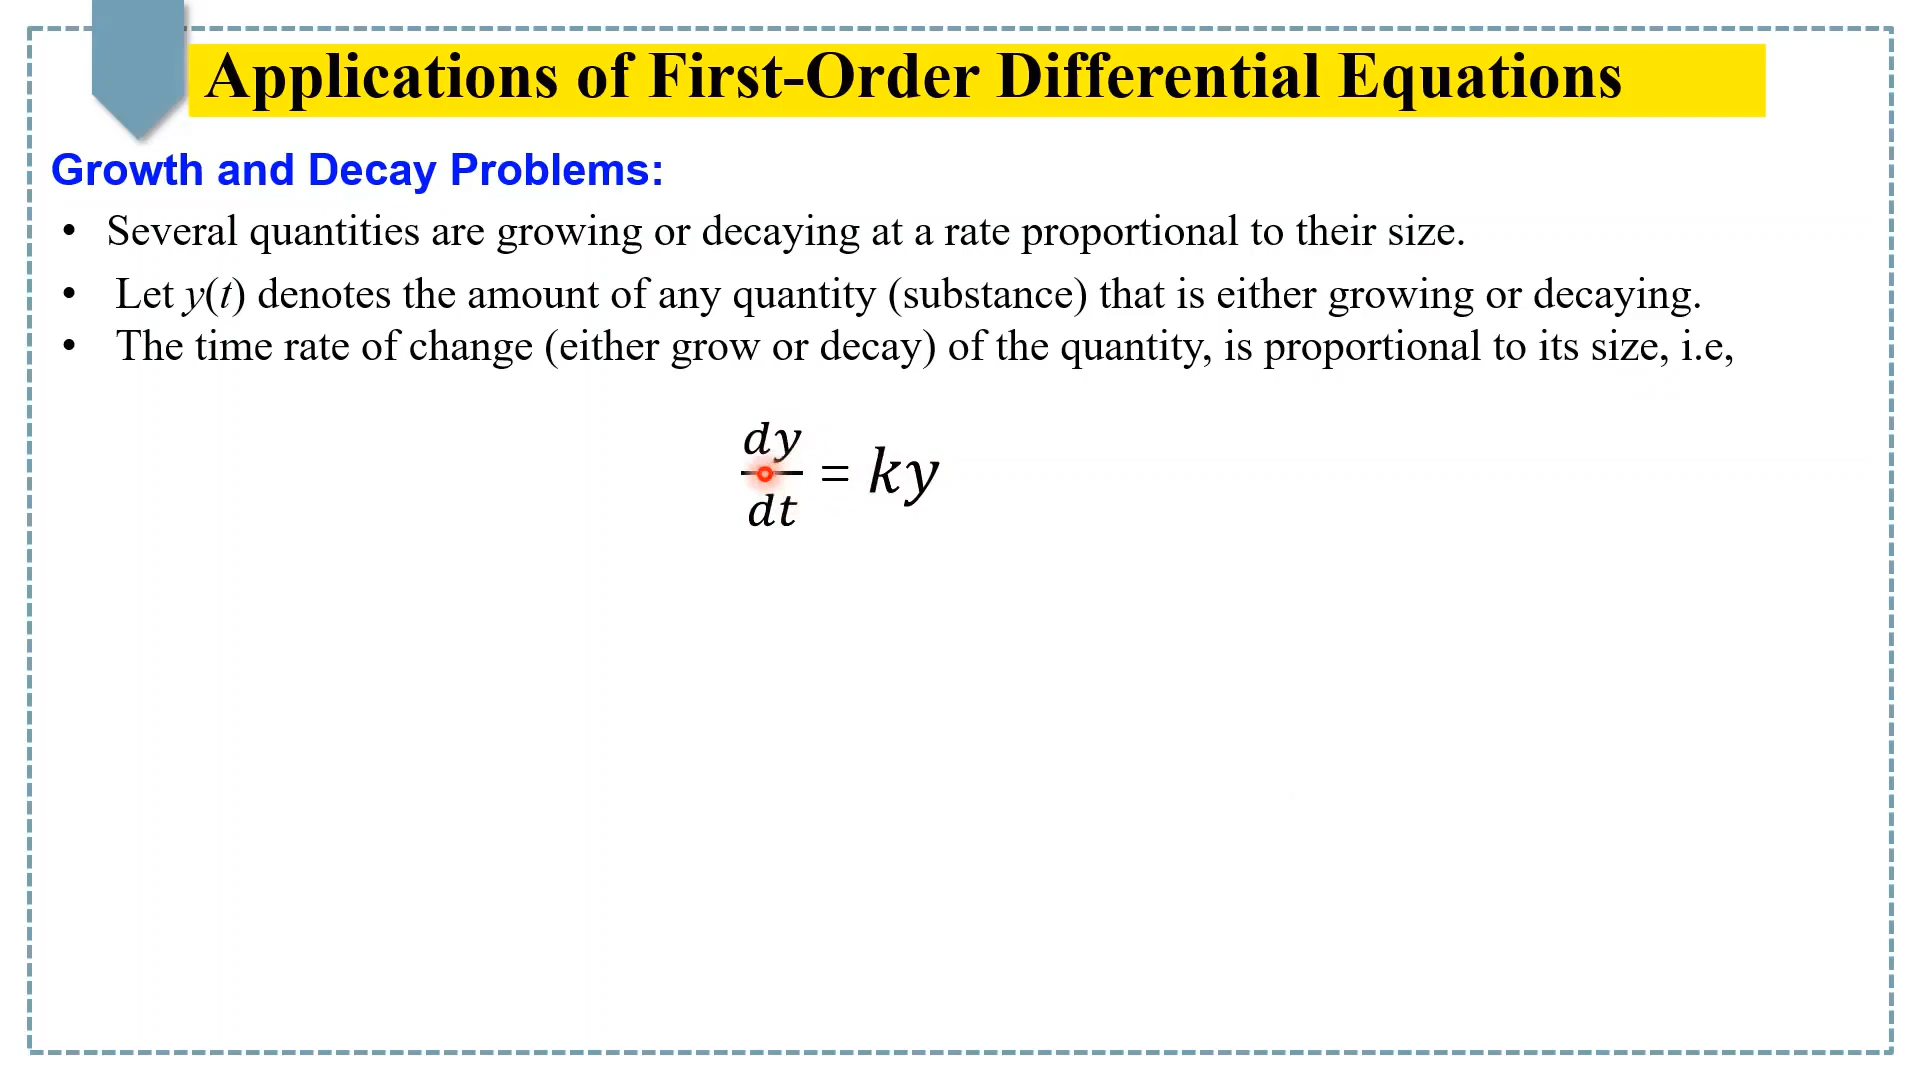 Applications of First-Order Differential Equations
Growth and Decay Problems:
• Several quantities are growing or decaying at a rate proportional to their size.
• Let y(t) denotes the amount of any quantity (substance) that is either growing or decaying.
• The time rate of change (either grow or decay) of the quantity, is proportional to its size, i.e,
dy/dt = ky